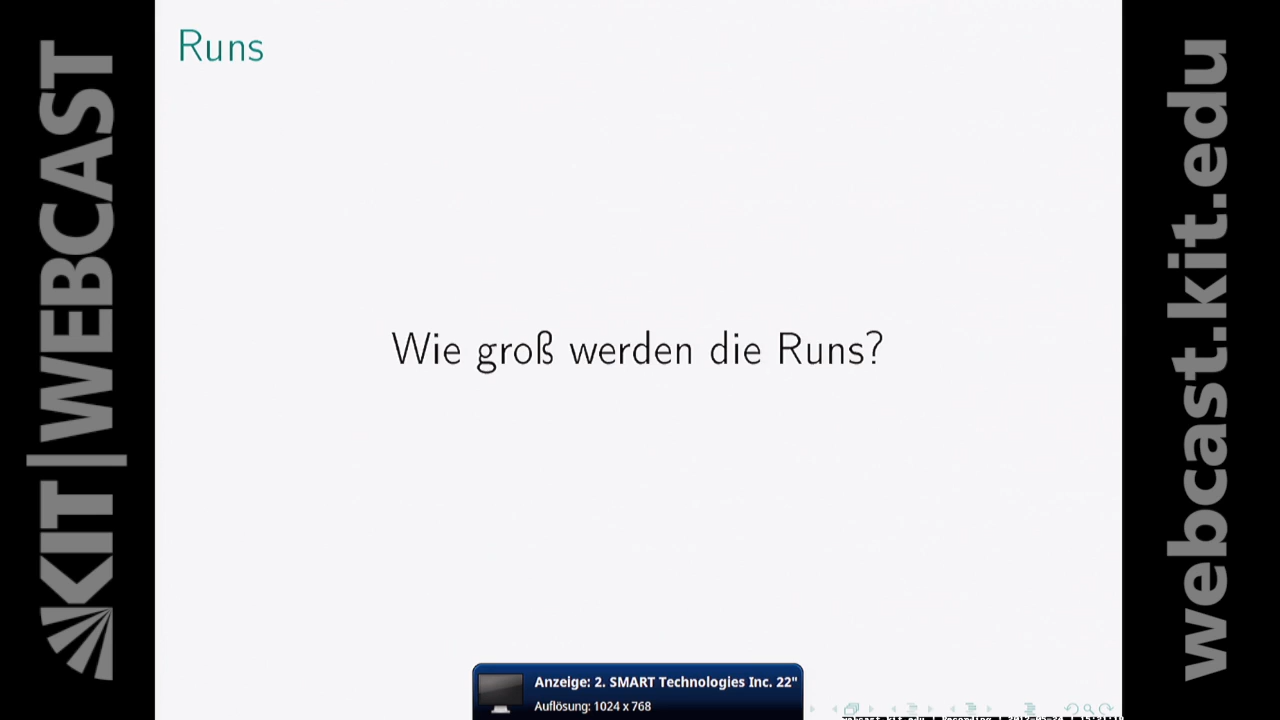 Runs
Wie groß werden die Runs?
KIT|WEBCAST
webcast.kit.edu
Anzeige: 2. SMART Technologies Inc. 22"
Auflösung: 1024 x 768